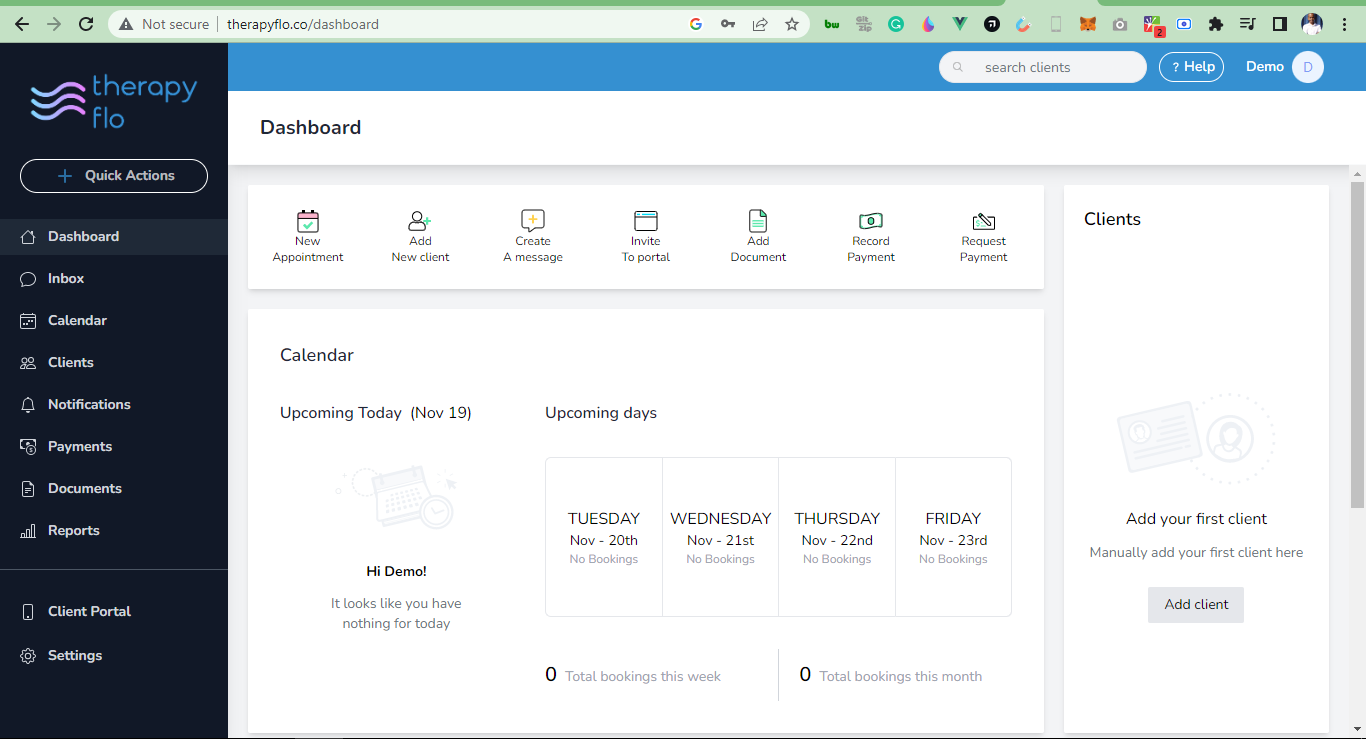 Not secure | therapyflo.co/dashboard
bw
Git
zip
2
therapy
flo
search clients
? Help
Demo
D
Dashboard
+ Quick Actions
Dashboard
Inbox
Calendar
Clients
Notifications
Payments
Documents
Reports
Client Portal
Settings
New
Appointment
Add
New client
Create
A message
Invite
To portal
Add
Document
Record
Payment
Request
Payment
Calendar
Upcoming Today (Nov 19)
Hi Demo!
It looks like you have
nothing for today
Upcoming days
TUESDAY
Nov - 20th
No Bookings
WEDNESDAY
Nov - 21st
No Bookings
THURSDAY
Nov - 22nd
No Bookings
FRIDAY
Nov - 23rd
No Bookings
0 Total bookings this week
0 Total bookings this month
Clients
Add your first client
Manually add your first client here
Add client